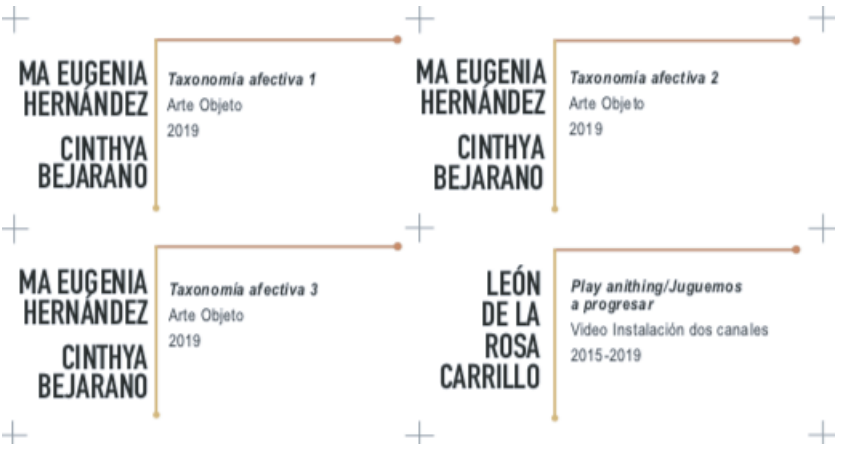 MA EUGENIA
HERNÁNDEZ
CINTHYA
BEJARANO
Taxonomía afectiva 1
Arte Objeto
2019
MA EUGENIA
HERNÁNDEZ
CINTHYA
BEJARANO
Taxonomía afectiva 2
Arte Objeto
2019
MA EUGENIA
HERNÁNDEZ
CINTHYA
BEJARANO
Taxonomía afectiva 3
Arte Objeto
2019
LEÓN
DE LA
ROSA
CARRILLO
Play anithing/Juguemos
a progresar
Video Instalación dos canales
2015-2019